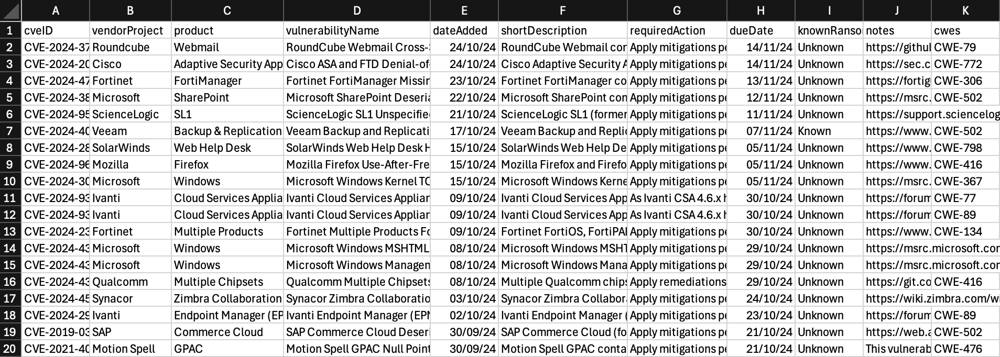 A B C D E F G H I J K
1 cveID vendorProject product vulnerabilityName dateAdded shortDescription requiredAction dueDate knownRanso notes cwes
2 CVE-2024-37 Roundcube Webmail RoundCube Webmail Cross- 24/10/24 RoundCube Webmail cor Apply mitigations pe 14/11/24 Unknown https://githul CWE-79
3 CVE-2024-20 Cisco Adaptive Security App Cisco ASA and FTD Denial-of- 24/10/24 Cisco Adaptive Security A Apply mitigations pe 14/11/24 Unknown https://sec.c CWE-772
4 CVE-2024-47 Fortinet FortiManager Fortinet FortiManager Missir 23/10/24 Fortinet FortiManager co Apply mitigations pe 13/11/24 Unknown https://fortig CWE-306
5 CVE-2024-38 Microsoft SharePoint Microsoft SharePoint Deseria 22/10/24 Microsoft SharePoint con Apply mitigations pe 12/11/24 Unknown https://msrc. CWE-502
6 CVE-2024-95 ScienceLogic SL1 ScienceLogic SL1 Unspecifie 21/10/24 ScienceLogic SL1 (former Apply mitigations pe 11/11/24 Unknown https://support.sciencelog
7 CVE-2024-40 Veeam Backup & Replication Veeam Backup and Replicati 17/10/24 Veeam Backup and Replic Apply mitigations pe 07/11/24 Known https://www. CWE-502
8 CVE-2024-28 SolarWinds Web Help Desk SolarWinds Web Help Desk H 15/10/24 SolarWinds Web Help De Apply mitigations pe 05/11/24 Unknown https://www. CWE-798
9 CVE-2024-96 Mozilla Firefox Mozilla Firefox Use-After-Fre 15/10/24 Mozilla Firefox and Firefo Apply mitigations pe 05/11/24 Unknown https://www. CWE-416
10 CVE-2024-30 Microsoft Windows Microsoft Windows Kernel TO 15/10/24 Microsoft Windows Kerne Apply mitigations pe 05/11/24 Unknown https://msrc. CWE-367
11 CVE-2024-93 Ivanti Cloud Services Applia Ivanti Cloud Services Applian 09/10/24 Ivanti Cloud Services App As Ivanti CSA 4.6.x h 30/10/24 Unknown https://forum CWE-77
12 CVE-2024-93 Ivanti Cloud Services Applia Ivanti Cloud Services Applian 09/10/24 Ivanti Cloud Services App As Ivanti CSA 4.6.x h 30/10/24 Unknown https://forum CWE-89
13 CVE-2024-23 Fortinet Multiple Products Fortinet Multiple Products Fo 09/10/24 Fortinet FortiOS, FortiPAI Apply mitigations pe 30/10/24 Unknown https://www. CWE-134
14 CVE-2024-43 Microsoft Windows Microsoft Windows MSHTML 08/10/24 Microsoft Windows MSHT Apply mitigations pe 29/10/24 Unknown https://msrc.microsoft.cor
15 CVE-2024-43 Microsoft Windows Microsoft Windows Managen 08/10/24 Microsoft Windows Mana Apply mitigations pe 29/10/24 Unknown https://msrc.microsoft.cor
16 CVE-2024-43 Qualcomm Multiple Chipsets Qualcomm Multiple Chipsets 08/10/24 Multiple Qualcomm chips Apply remediations 29/10/24 Unknown https://git.co CWE-416
17 CVE-2024-45 Synacor Zimbra Collaboration Synacor Zimbra Collaboratio 03/10/24 Synacor Zimbra Collabor Apply mitigations pe 24/10/24 Unknown https://wiki.zimbra.com/wi
18 CVE-2024-29 Ivanti Endpoint Manager (EP Ivanti Endpoint Manager (EPM 02/10/24 Ivanti Endpoint Manager ( Apply mitigations pe 23/10/24 Unknown https://forum CWE-89
19 CVE-2019-03 SAP Commerce Cloud SAP Commerce Cloud Deseri 30/09/24 SAP Commerce Cloud (fo Apply mitigations pe 21/10/24 Unknown https://web.a CWE-502
20 CVE-2021-40 Motion Spell GPAC Motion Spell GPAC Null Point 30/09/24 Motion Spell GPAC conta Apply mitigations pe 21/10/24 Unknown This vulnerab CWE-476